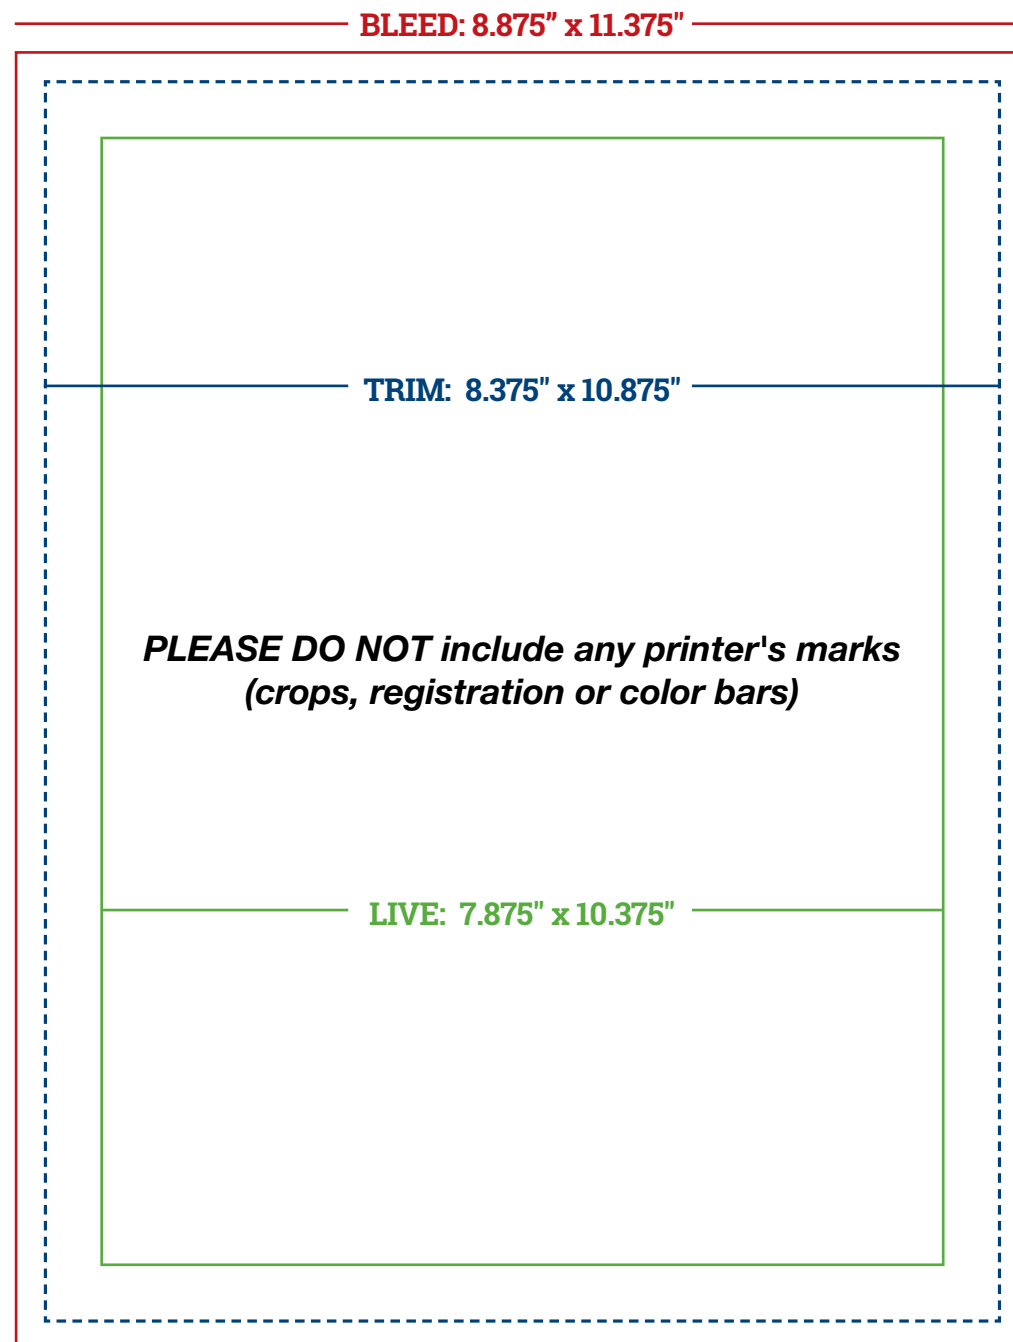 BLEED: 8.875” x 11.375"
TRIM: 8.375" x 10.875"
PLEASE DO NOT include any printer's marks
(crops, registration or color bars)
LIVE: 7.875" x 10.375"